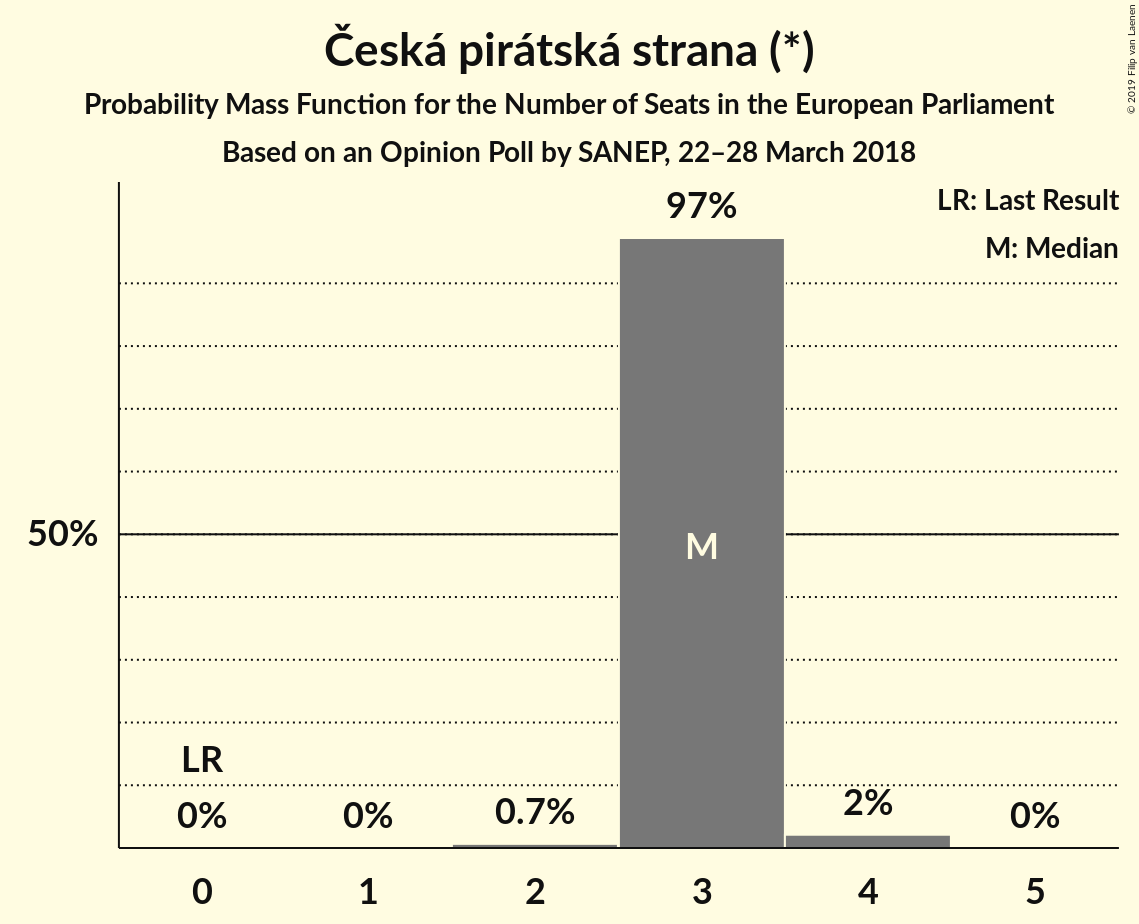 Česká pirátská strana (*)
Probability Mass Function for the Number of Seats in the European Parliament
Based on an Opinion Poll by SANEP, 22–28 March 2018
© 2019 Filip van Laenen
LR: Last Result
M: Median
97%
50%
M
LR
0%
0%
0.7%
2%
0%
0
1
2
3
4
5